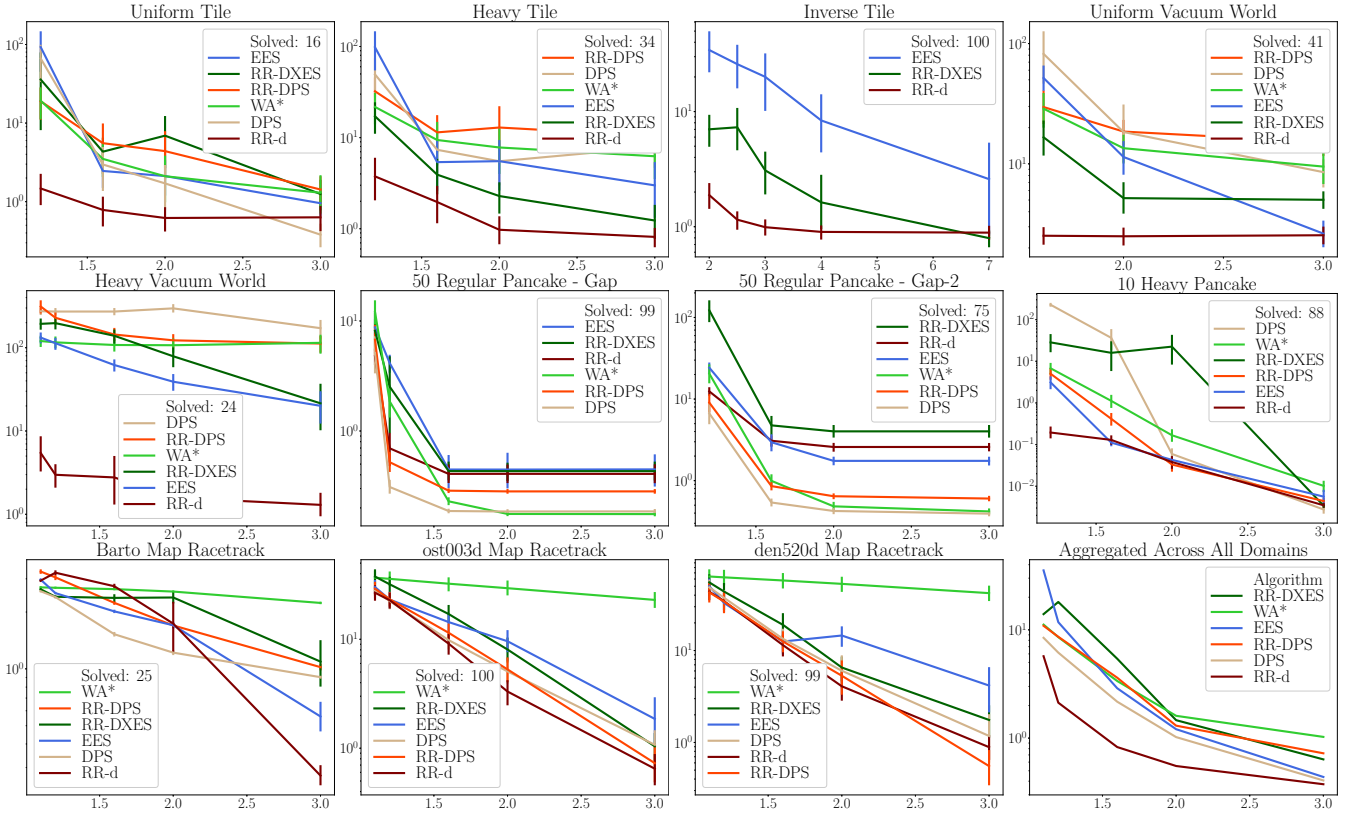 Uniform Tile
Heavy Tile
Inverse Tile
Uniform Vacuum World
10²
10¹
10⁰
1.5
2.0
2.5
3.0
Solved: 16
EES
RR-DXES
RR-DPS
WA*
DPS
RR-d
10²
10¹
10⁰
1.5
2.0
2.5
3.0
Solved: 34
RR-DPS
DPS
WA*
EES
RR-DXES
RR-d
10¹
10⁰
2
3
4
5
6
7
Solved: 100
EES
RR-DXES
RR-d
10²
10¹
2.0
2.5
3.0
Solved: 41
RR-DPS
DPS
WA*
EES
RR-DXES
RR-d
Heavy Vacuum World
50 Regular Pancake - Gap
50 Regular Pancake - Gap-2
10 Heavy Pancake
10²
10¹
10⁰
1.5
2.0
2.5
3.0
Solved: 24
DPS
RR-DPS
WA*
RR-DXES
EES
RR-d
10¹
10⁰
1.5
2.0
2.5
3.0
Solved: 99
EES
RR-DXES
RR-d
WA*
RR-DPS
DPS
10²
10¹
10⁰
1.5
2.0
2.5
3.0
Solved: 75
RR-DXES
RR-d
EES
WA*
RR-DPS
DPS
10²
10¹
10⁰
10⁻¹
10⁻²
1.5
2.0
2.5
3.0
Solved: 88
DPS
WA*
RR-DXES
RR-DPS
EES
RR-d
Barto Map Racetrack
ost003d Map Racetrack
den520d Map Racetrack
Aggregated Across All Domains
10⁰
1.5
2.0
2.5
3.0
Solved: 25
WA*
RR-DPS
RR-DXES
EES
DPS
RR-d
10¹
10⁰
1.5
2.0
2.5
3.0
Solved: 100
WA*
RR-DXES
EES
DPS
RR-DPS
RR-d
10¹
10⁰
1.5
2.0
2.5
3.0
Solved: 99
WA*
RR-DXES
EES
DPS
RR-d
RR-DPS
10¹
10⁰
1.5
2.0
2.5
3.0
Algorithm
RR-DXES
WA*
EES
RR-DPS
DPS
RR-d